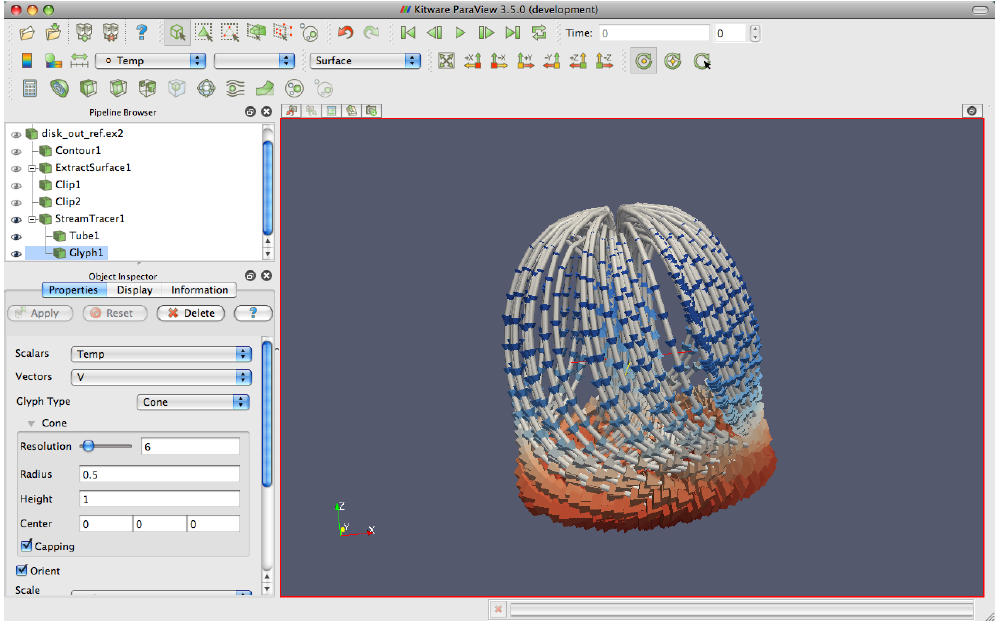 Kitware ParaView 3.5.0 (development)
? Time: 0 0
Temp Surface +X -X +Y -Y +Z -Z
Pipeline Browser
disk_out_ref.ex2
Contour1
ExtractSurface1
Clip1
Clip2
StreamTracer1
Tube1
Glyph1
Object Inspector
Properties Display Information
Apply Reset Delete ?
Scalars Temp
Vectors V
Glyph Type Cone
Cone
Resolution 6
Radius 0.5
Height 1
Center 0 0 0
Capping
Orient
Scale
Z
Y X